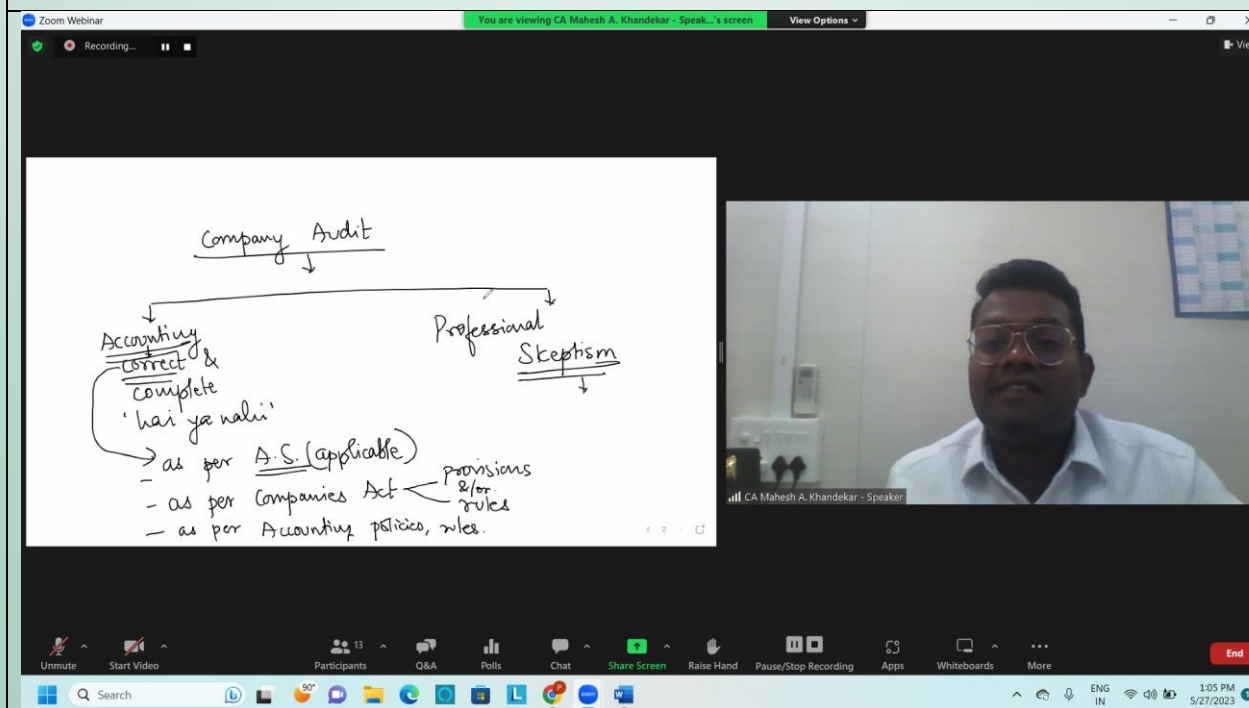 Zoom Webinar
You are viewing CA Mahesh A. Khandekar - Speak...'s screen
View Options
Recording...
Vie
Company Audit
Accounting
correct &
complete
'hai ya nahi'
Professional
Skeptism
as per A.S. (applicable)
- as per Companies Act
provisions
&/or
rules
- as per Accounting policies, rules.
2
CA Mahesh A. Khandekar - Speaker
Unmute
Start Video
13
Participants
Q&A
Polls
Chat
Share Screen
Raise Hand
Pause/Stop Recording
Apps
Whiteboards
More
End
Search
90°
ENG
IN
1:05 PM
5/27/2023